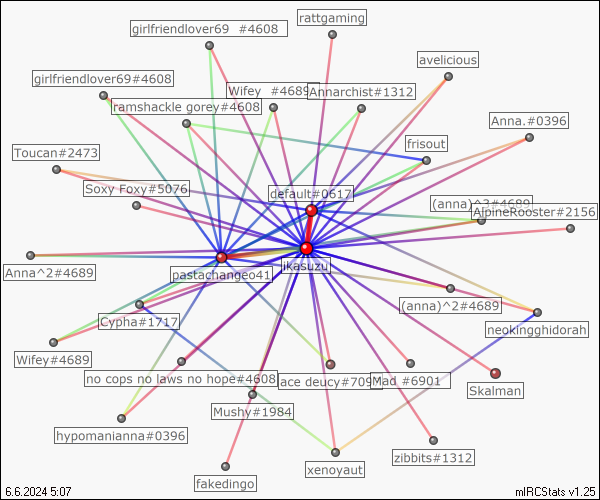 rattgaming
girlfriendlover69 #4608
avelicious
girlfriendlover69#4608
Wifey #4689
Annarchist#1312
ramshackle gorey#4608
Anna.#0396
frisout
Toucan#2473
Soxy Foxy#5076
default#0617
(anna)^2#4689
AlpineRooster#2156
ikasuzu
Anna^2#4689
pastachangeo41
(anna)^2#4689
Cypha#1717
neokingghidorah
Wifey#4689
no cops no laws no hope#4608
ace deucy#709
Mad #6901
Skalman
Mushy#1984
hypomanianna#0396
zibbits#1312
xenoyaut
fakedingo
6.6.2024 5:07
mIRCStats v1.25